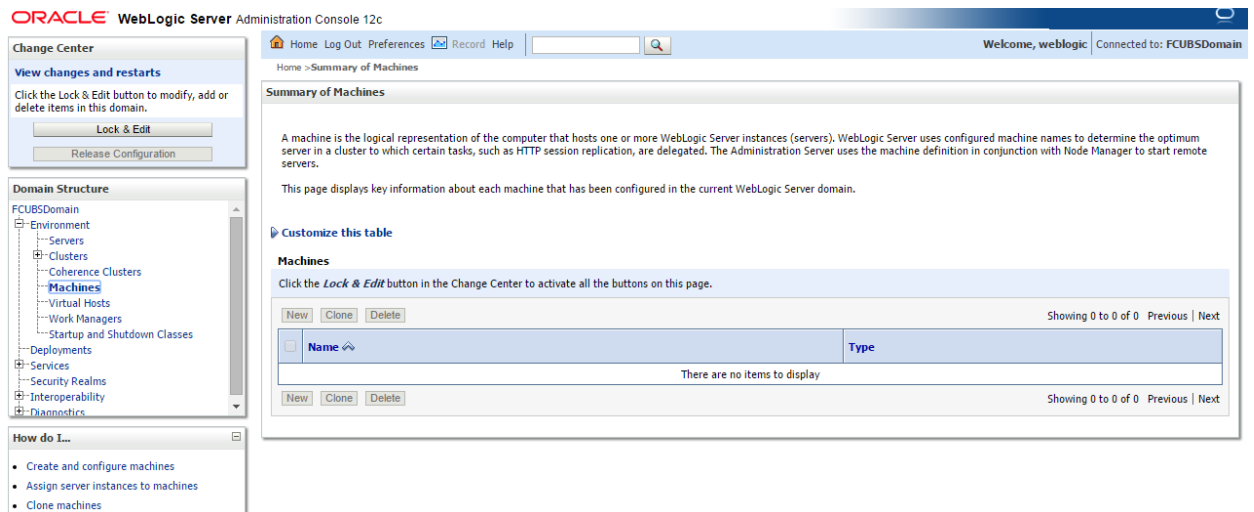 ORACLE WebLogic Server Administration Console 12c
Change Center
View changes and restarts
Click the Lock & Edit button to modify, add or
delete items in this domain.
Lock & Edit
Release Configuration
Domain Structure
FCUBSDomain
Environment
Servers
Clusters
Coherence Clusters
Machines
Virtual Hosts
Work Managers
Startup and Shutdown Classes
Deployments
Services
Security Realms
Interoperability
Diagnostics
How do I...
Create and configure machines
Assign server instances to machines
Clone machines
Home Log Out Preferences Record Help
Welcome, weblogic Connected to: FCUBSDomain
Home >Summary of Machines
Summary of Machines
A machine is the logical representation of the computer that hosts one or more WebLogic Server instances (servers). WebLogic Server uses configured machine names to determine the optimum
server in a cluster to which certain tasks, such as HTTP session replication, are delegated. The Administration Server uses the machine definition in conjunction with Node Manager to start remote
servers.
This page displays key information about each machine that has been configured in the current WebLogic Server domain.
Customize this table
Machines
Click the Lock & Edit button in the Change Center to activate all the buttons on this page.
New Clone Delete Showing 0 to 0 of 0 Previous | Next
Name Type
There are no items to display
New Clone Delete Showing 0 to 0 of 0 Previous | Next